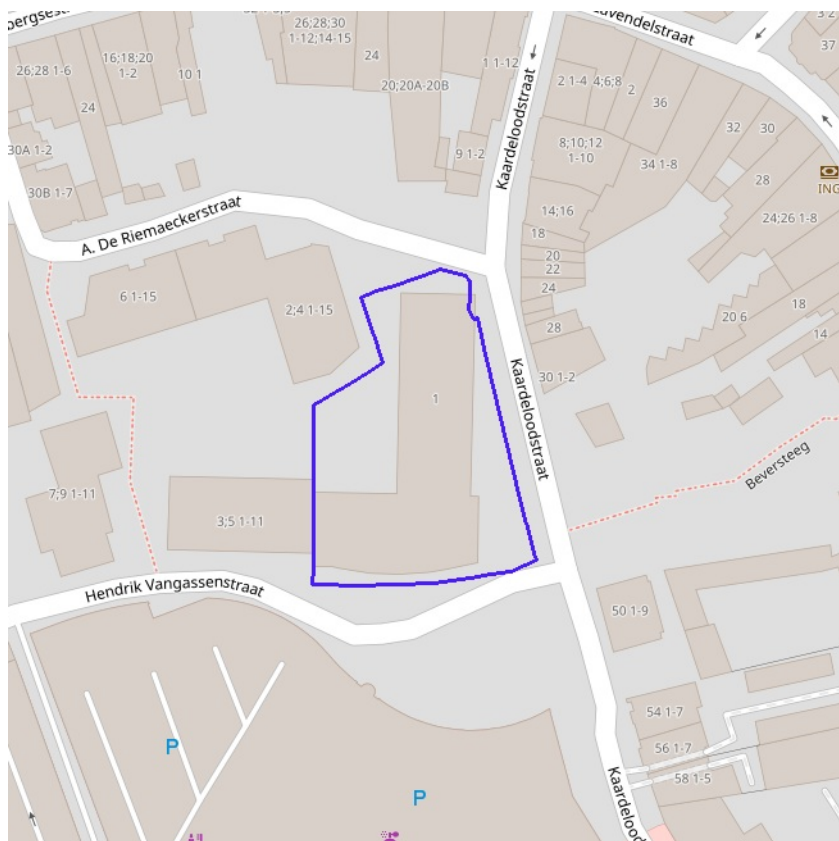 bergsestr
26;28;30
1-12;14-15
24
1 1-12
Kaardeloodstraat
Lavendelstraat
37
16;18;20
1-2
26;28 1-6
10 1
24
20;20A-20B
2 1-4
4;6;8
2
36
32
30
30A 1-2
9 1-2
8;10;12
1-10
34 1-8
28
ING
30B 1-7
14;16
24;26 1-8
A. De Riemaeckerstraat
18
20
22
24
6 1-15
2;4 1-15
28
20 6
18
14
30 1-2
Kaardeloodstraat
1
Beversteeg
7;9 1-11
3;5 1-11
Hendrik Vangassenstraat
50 1-9
54 1-7
56 1-7
58 1-5
P
P
Kaardelood